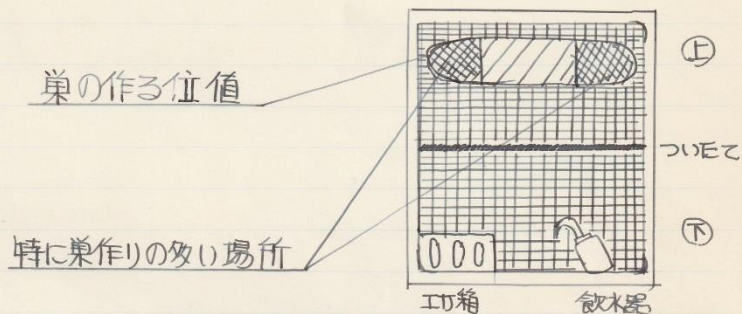 巣の作る位値
特に巣作りの多い場所
上
ついたて
下
エサ箱
飲水器